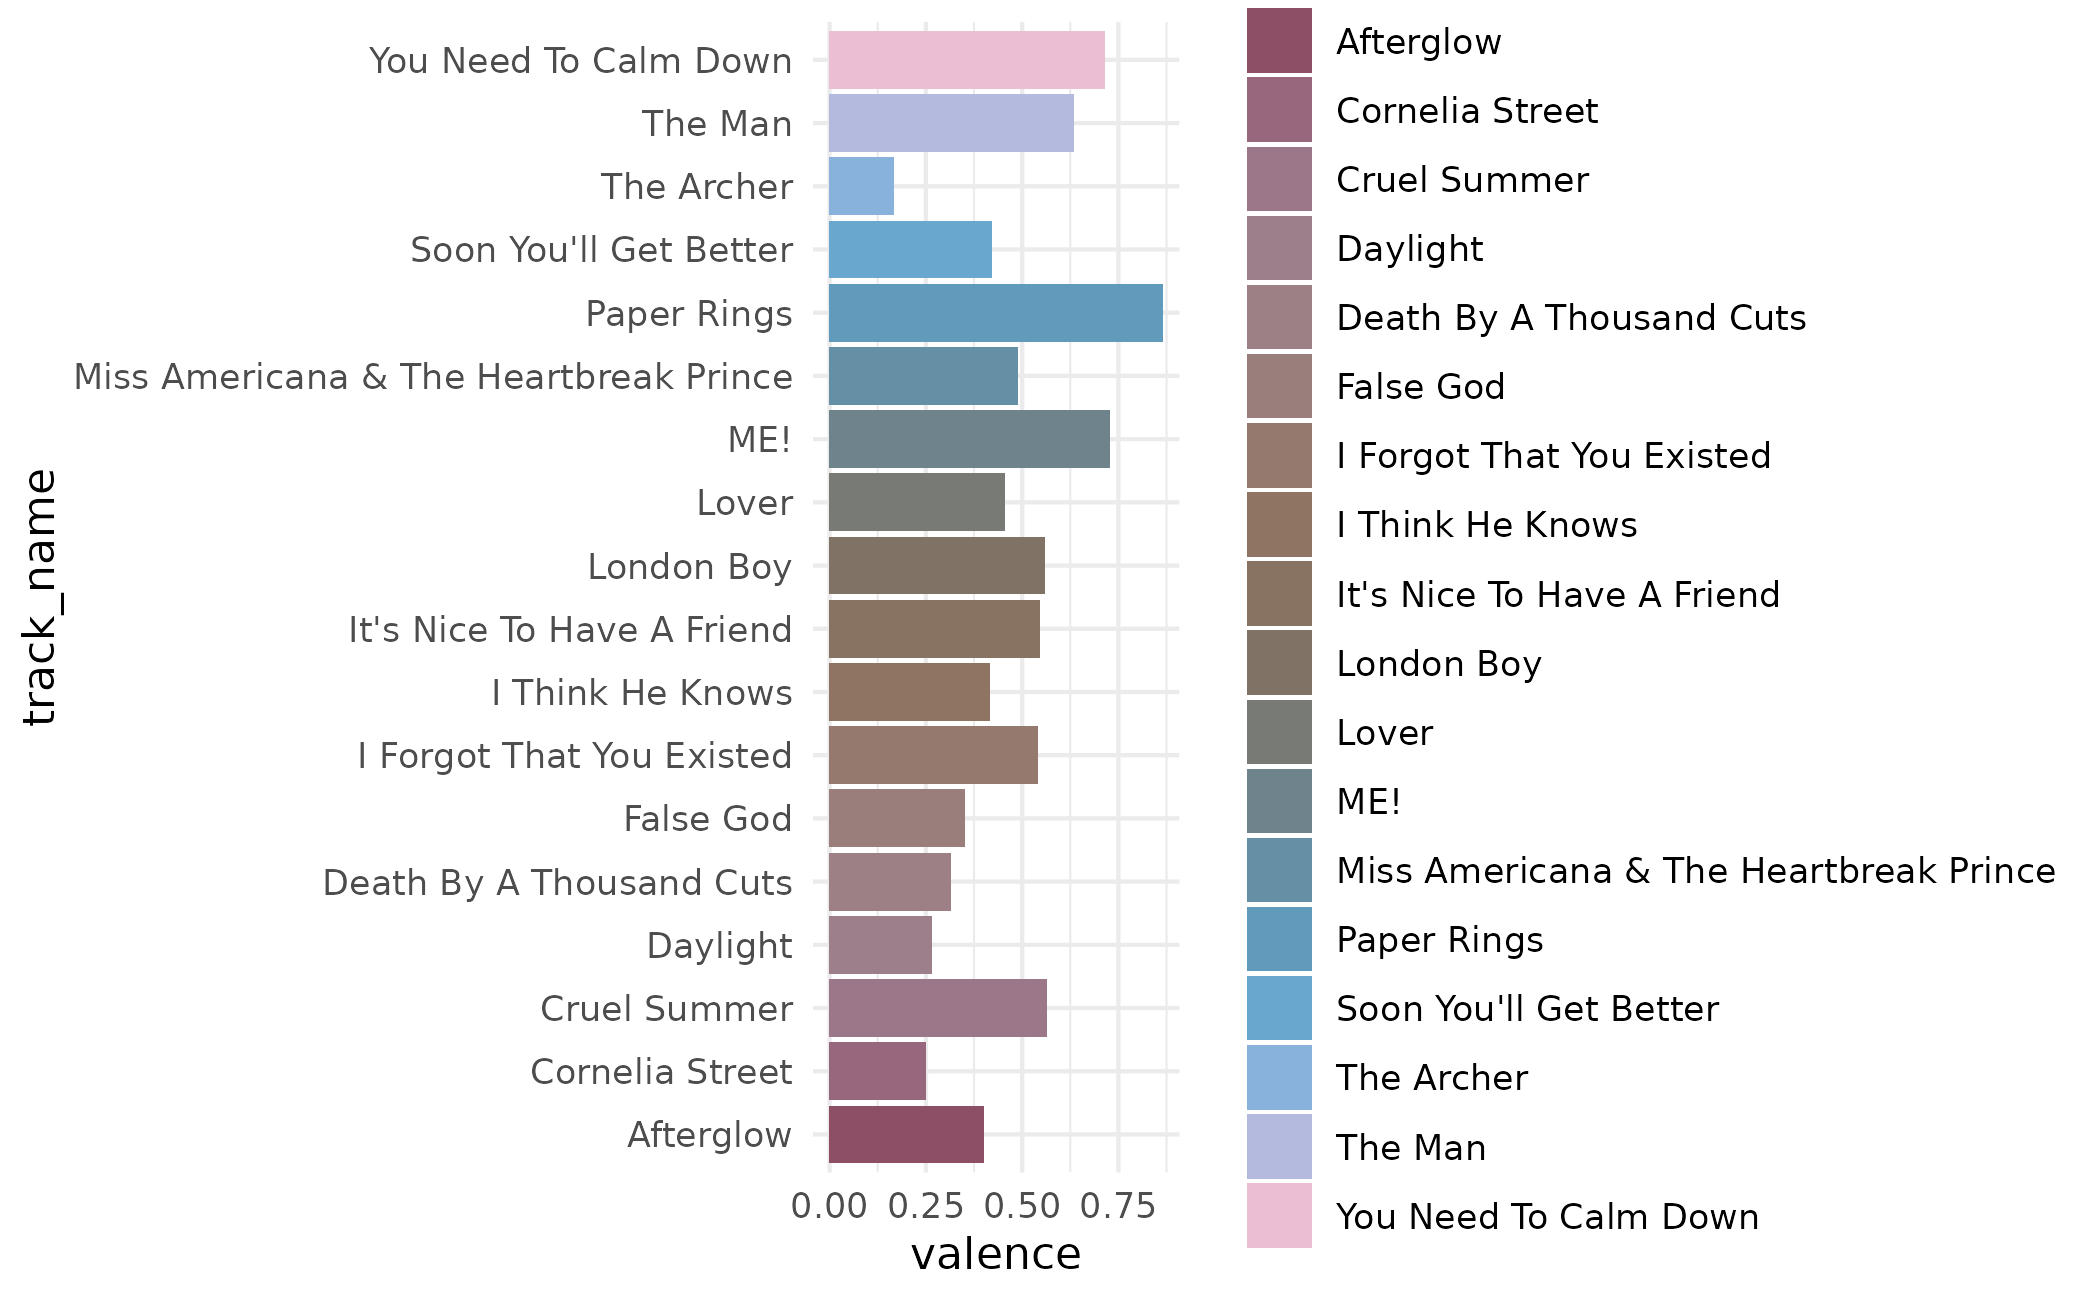 You Need To Calm Down
The Man
The Archer
Soon You'll Get Better
Paper Rings
Miss Americana & The Heartbreak Prince
ME!
Lover
London Boy
It's Nice To Have A Friend
I Think He Knows
I Forgot That You Existed
False God
Death By A Thousand Cuts
Daylight
Cruel Summer
Cornelia Street
Afterglow
track_name
0.00 0.25 0.50 0.75
valence
Afterglow
Cornelia Street
Cruel Summer
Daylight
Death By A Thousand Cuts
False God
I Forgot That You Existed
I Think He Knows
It's Nice To Have A Friend
London Boy
Lover
ME!
Miss Americana & The Heartbreak Prince
Paper Rings
Soon You'll Get Better
The Archer
The Man
You Need To Calm Down